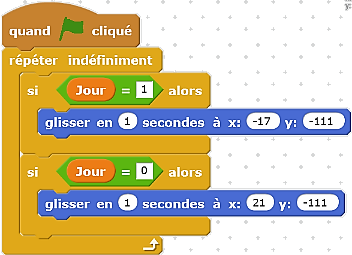 quand cliqué
répéter indéfiniment
si Jour = 1 alors
glisser en 1 secondes à x: -17 y: -111
si Jour = 0 alors
glisser en 1 secondes à x: 21 y: -111